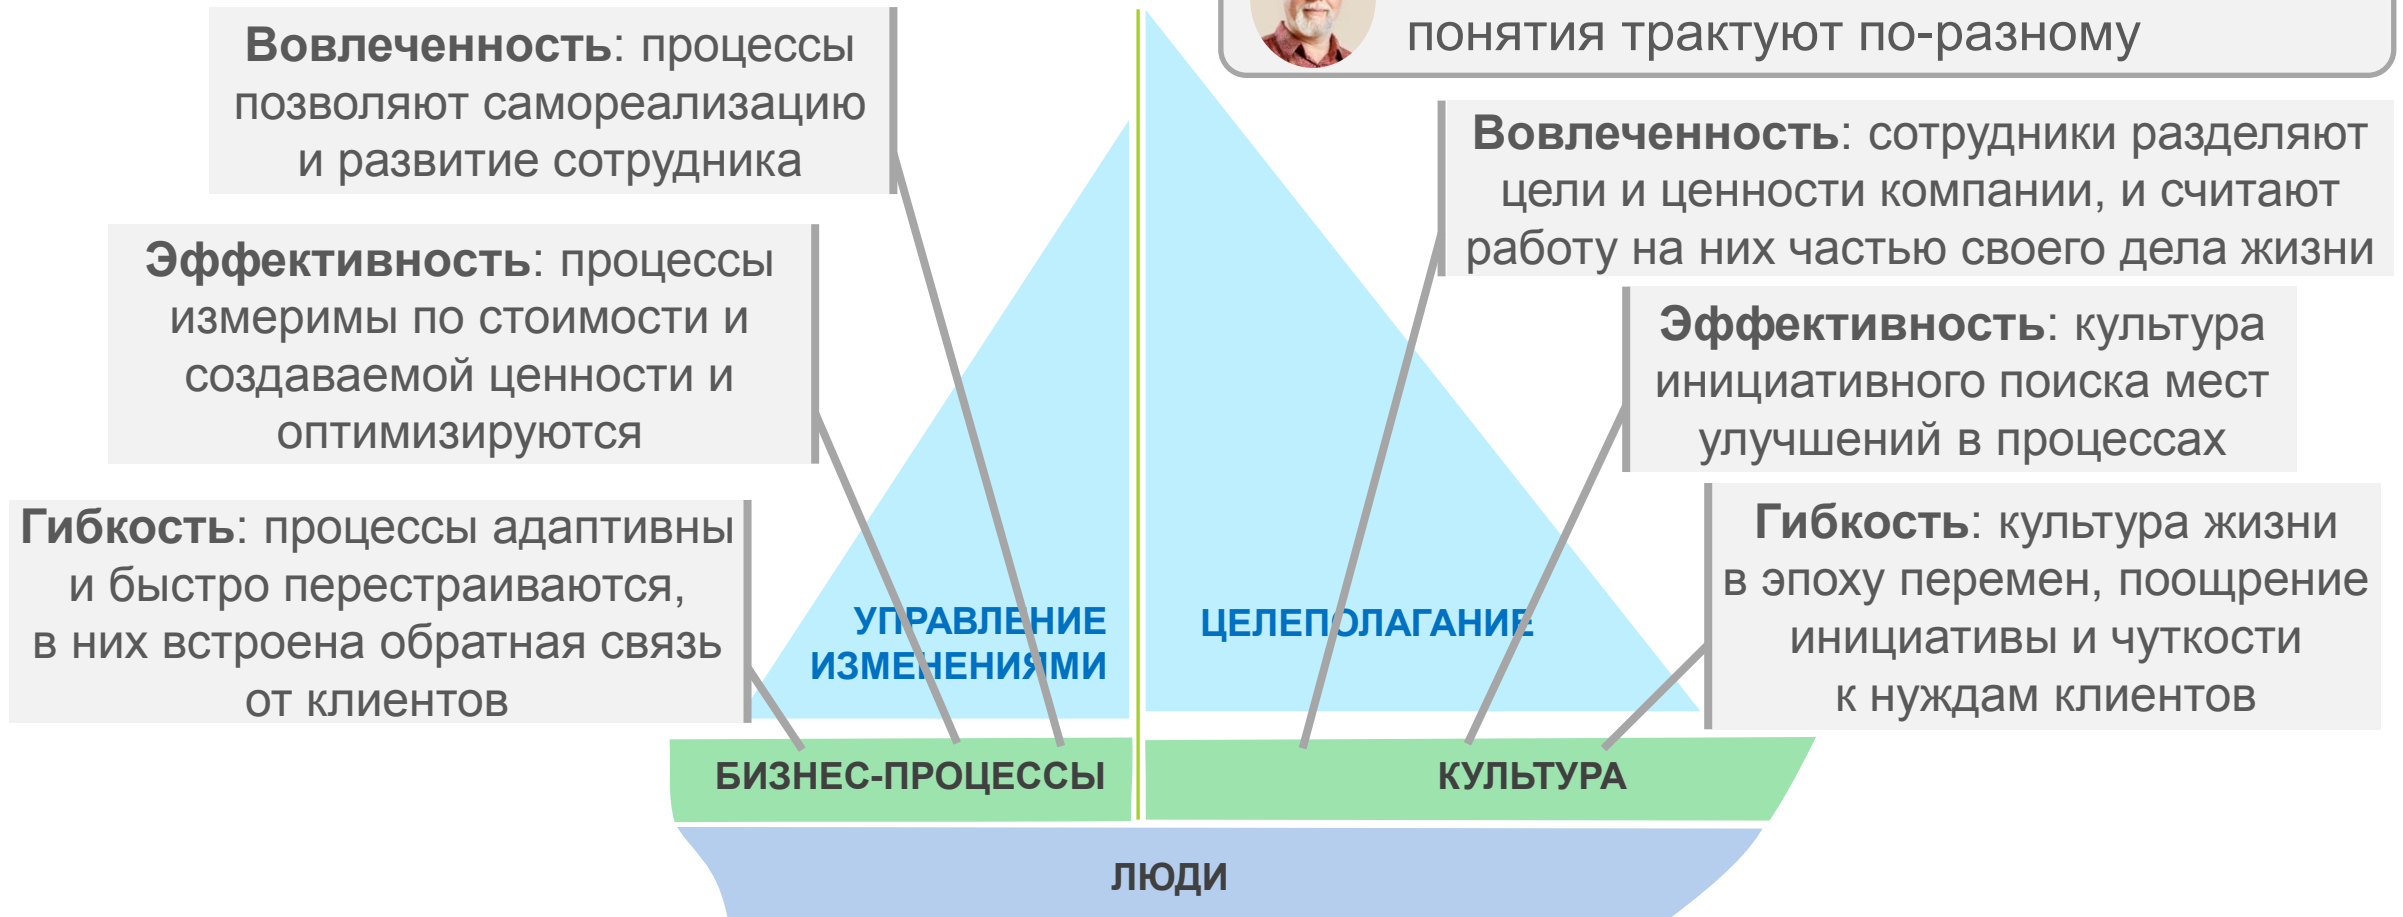 понятия трактуют по-разному
Вовлеченность: процессы
позволяют самореализацию
и развитие сотрудника
Эффективность: процессы
измеримы по стоимости и
создаваемой ценности и
оптимизируются
Гибкость: процессы адаптивны
и быстро перестраиваются,
в них встроена обратная связь
от клиентов
Вовлеченность: сотрудники разделяют
цели и ценности компании, и считают
работу на них частью своего дела жизни
Эффективность: культура
инициативного поиска мест
улучшений в процессах
Гибкость: культура жизни
в эпоху перемен, поощрение
инициативы и чуткости
к нуждам клиентов
УПРАВЛЕНИЕ
ИЗМЕНЕНИЯМИ
ЦЕЛЕПОЛАГАНИЕ
БИЗНЕС-ПРОЦЕССЫ
КУЛЬТУРА
ЛЮДИ